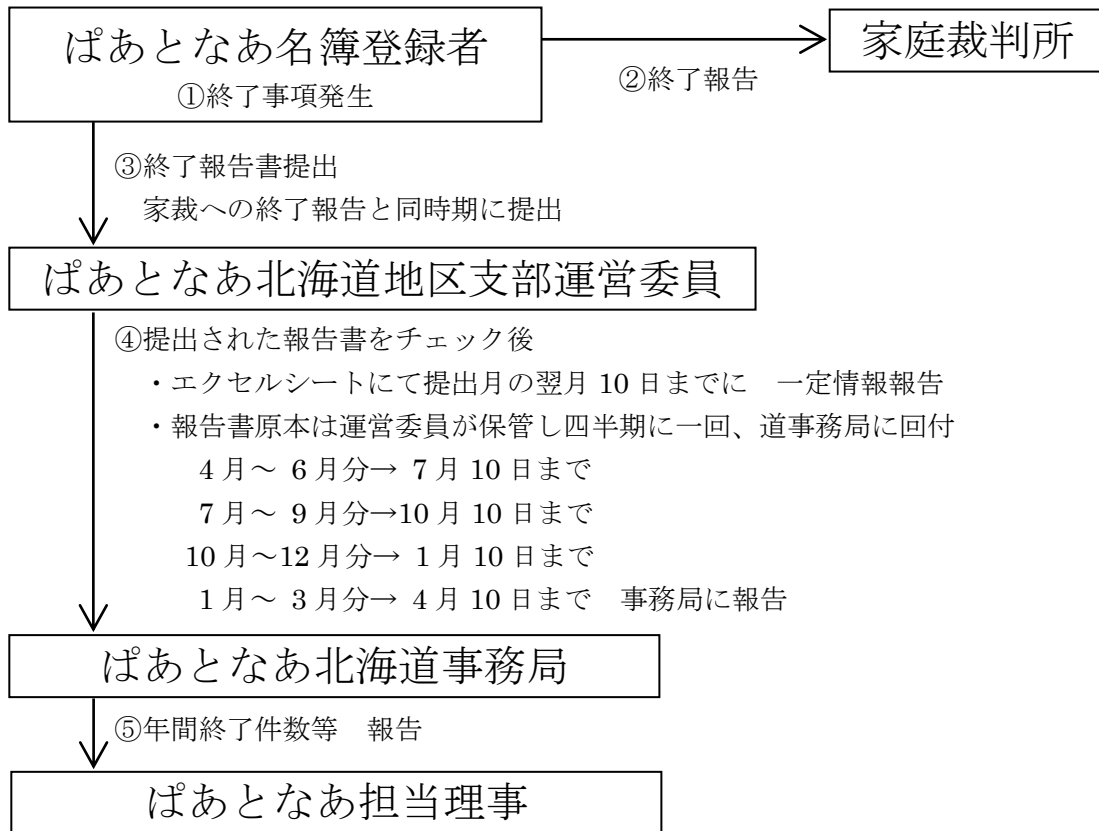 ぱあとなあ名簿登録者
①終了事項発生
家庭裁判所
②終了報告
③終了報告書提出
家裁への終了報告と同時期に提出
ぱあとなあ北海道地区支部運営委員
④提出された報告書をチェック後
・エクセルシートにて提出月の翌月 10 日までに　一定情報報告
・報告書原本は運営委員が保管し四半期に一回、道事務局に回付
4 月～ 6 月分→ 7 月 10 日まで
7 月～ 9 月分→10 月 10 日まで
10 月～12 月分→ 1 月 10 日まで
1 月～ 3 月分→ 4 月 10 日まで　事務局に報告
ぱあとなあ北海道事務局
⑤年間終了件数等　報告
ぱあとなあ担当理事